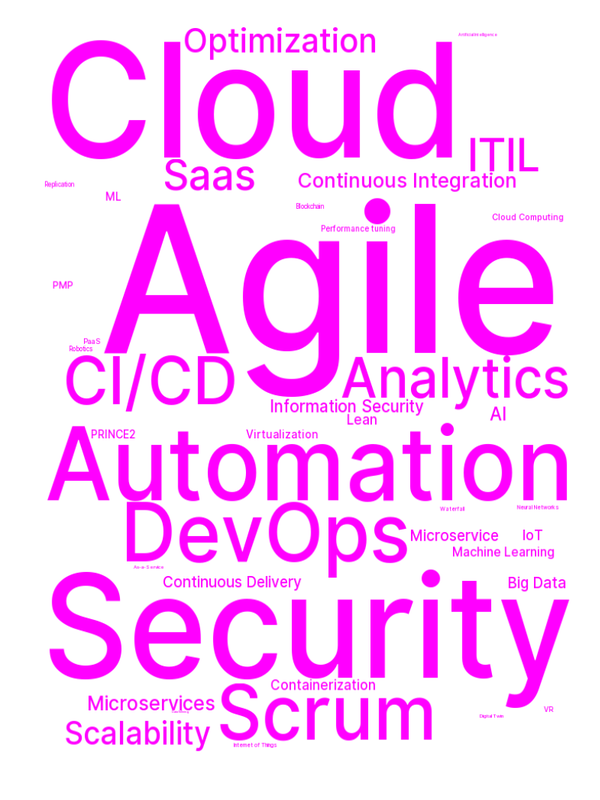 Optimization
Artificial Intelligence
Cloud
ITIL
Saas
Continuous Integration
Replication
ML
Blockchain
Cloud Computing
Performance tuning
Agile
PMP
PaaS
Robotics
CI/CD
Analytics
Information Security
AI
Lean
PRINCE2
Virtualization
Automation
Waterfall
Neural Networks
DevOps
Microservice
IoT
Machine Learning
As-a- Service
Continuous Delivery
Big Data
Security
Containerization
Microservices
Scrum
VR
Digital Twin
Scalability
Internet of Things